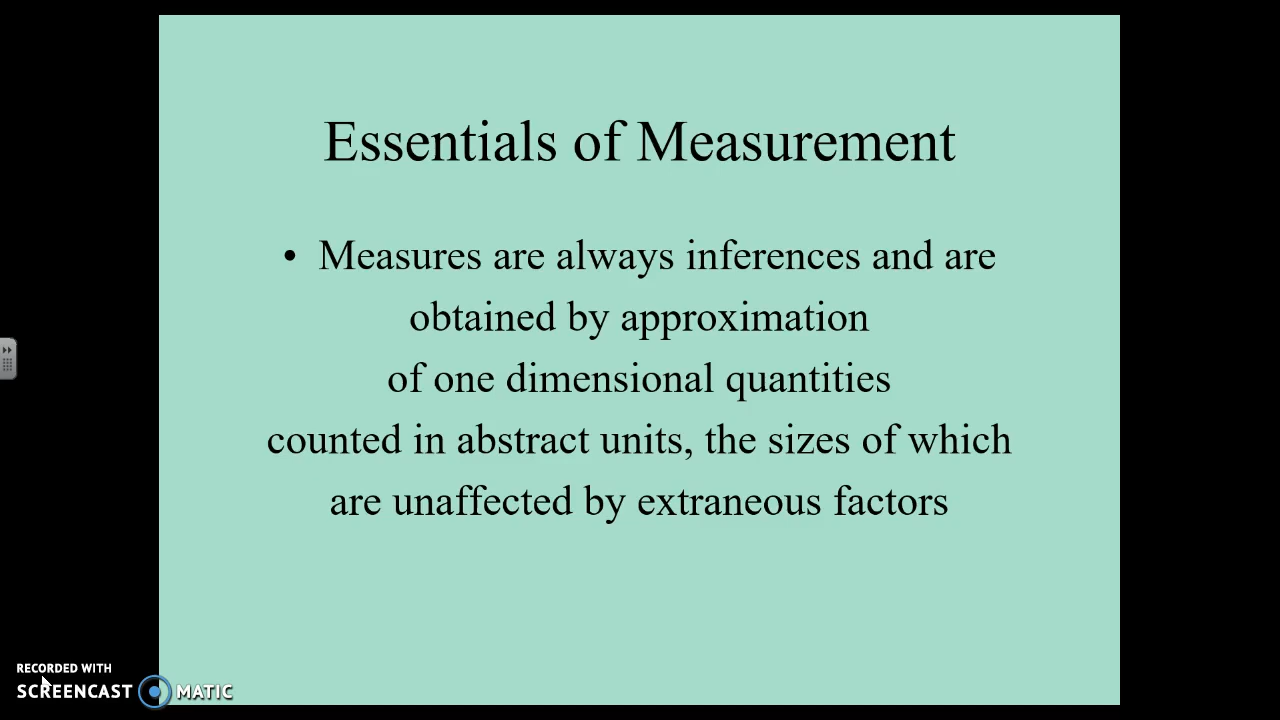 Essentials of Measurement
• Measures are always inferences and are
obtained by approximation
of one dimensional quantities
counted in abstract units, the sizes of which
are unaffected by extraneous factors
RECORDED WITH
SCREENCAST MATIC